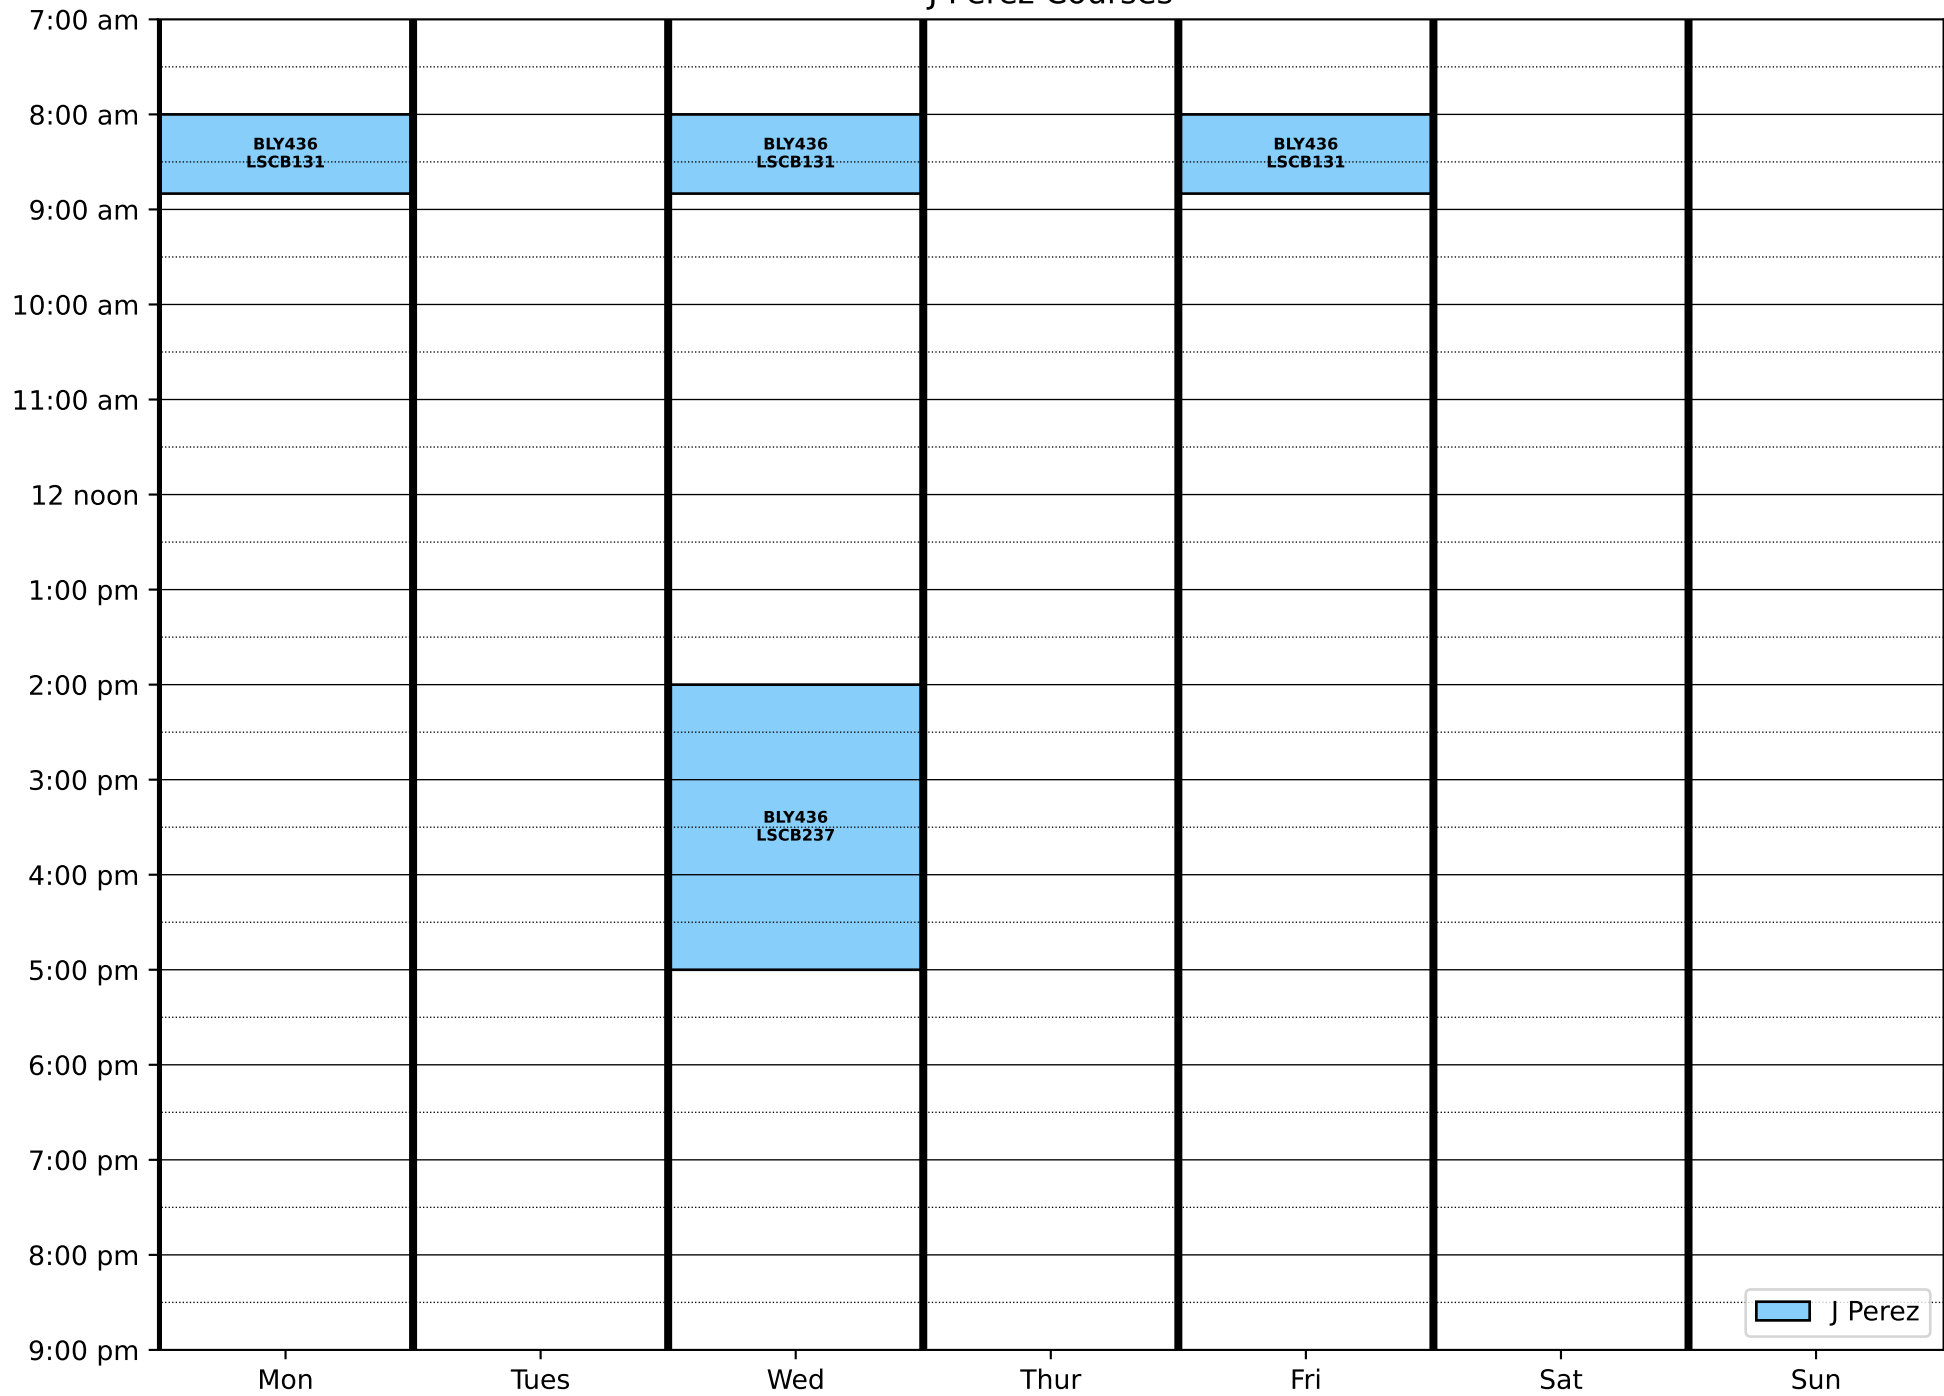 J Perez Courses
7:00 am
8:00 am
BLY436
LSCB131
BLY436
LSCB131
BLY436
LSCB131
9:00 am
10:00 am
11:00 am
12 noon
1:00 pm
2:00 pm
3:00 pm
BLY436
LSCB237
4:00 pm
5:00 pm
6:00 pm
7:00 pm
8:00 pm
J Perez
9:00 pm
Mon Tues Wed Thur Fri Sat Sun